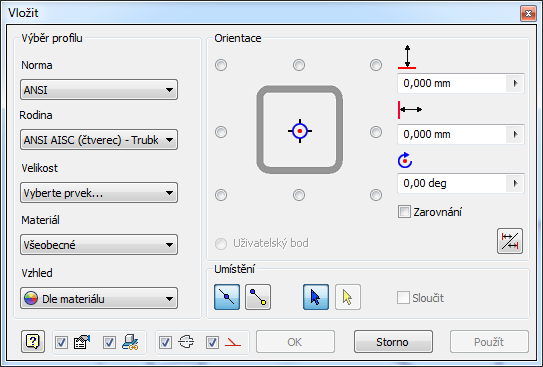 Vložit
Výběr profilu
Norma
ANSI
Rodina
ANSI AISC (čtverec) - Trubk
Velikost
Vyberte prvek...
Materiál
Všeobecné
Vzhled
Dle materiálu
Orientace
0,000 mm
0,000 mm
0,00 deg
Zarovnání
Uživatelský bod
Umístění
Sloučit
OK
Storno
Použít